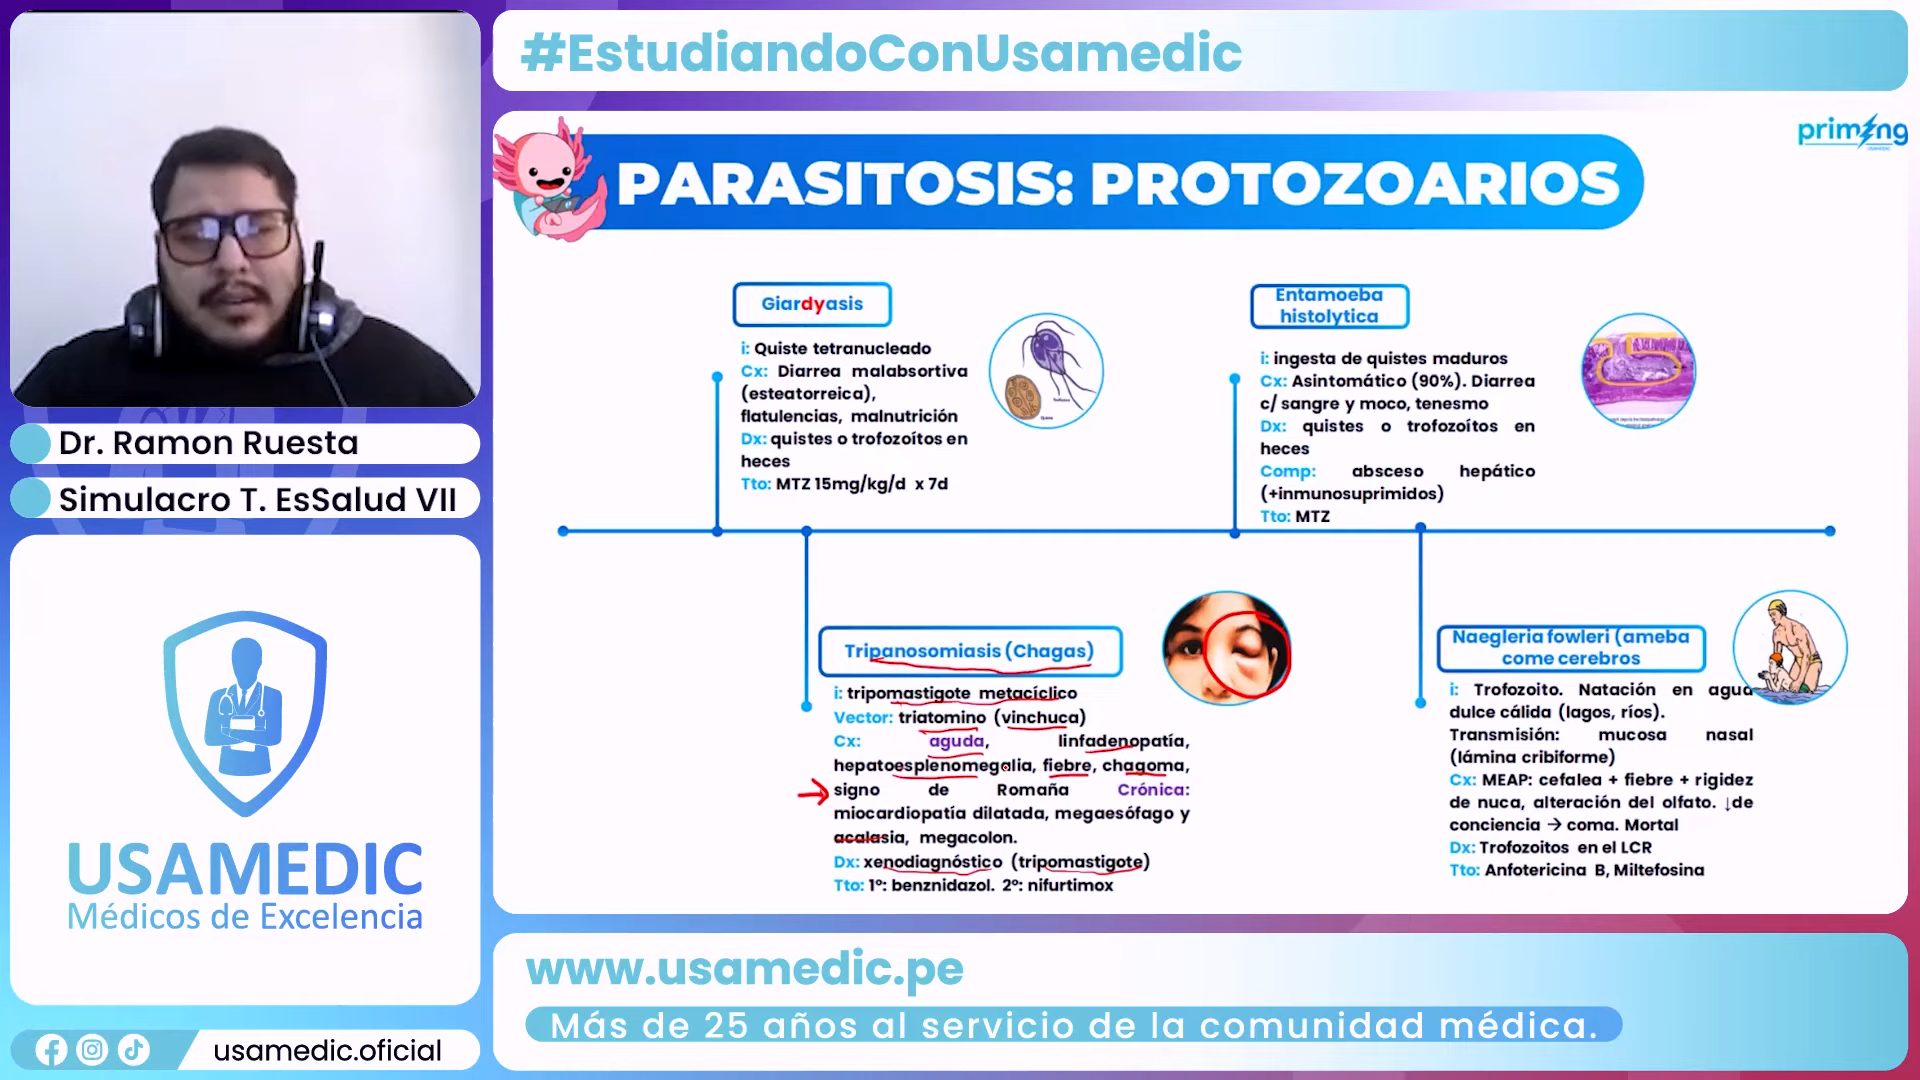 #EstudiandoConUsamedic
priming
USAMEDIC
PARASITOSIS: PROTOZOARIOS
Giardyasis
i: Quiste tetranucleado
Cx: Diarrea malabsortiva
(esteatorreica),
flatulencias, malnutrición
Dx: quistes o trofozoítos en
heces
Tto: MTZ 15mg/kg/d x 7d
Entamoeba
histolytica
i: ingesta de quistes maduros
Cx: Asintomático (90%). Diarrea
c/ sangre y moco, tenesmo
Dx: quistes o trofozoítos en
heces
Comp: absceso hepático
(+inmunosuprimidos)
Tto: MTZ
Tripanosomiasis (Chagas)
i: tripomastigote metacíclico
Vector: triatomino (vinchuca)
Cx: aguda, linfadenopatía,
hepatoesplenomegalia, fiebre, chagoma,
signo de Romaña Crónica:
miocardiopatía dilatada, megaesófago y
acalasia, megacolon.
Dx: xenodiagnóstico (tripomastigote)
Tto: 1º: benznidazol. 2º: nifurtimox
Naegleria fowleri (ameba
come cerebros
i: Trofozoito. Natación en agua
dulce cálida (lagos, ríos).
Transmisión: mucosa nasal
(lámina cribiforme)
Cx: MEAP: cefalea + fiebre + rigidez
de nuca, alteración del olfato. ↓de
conciencia → coma. Mortal
Dx: Trofozoitos en el LCR
Tto: Anfotericina B, Miltefosina
Dr. Ramon Ruesta
Simulacro T. EsSalud VII
USAMEDIC
Médicos de Excelencia
usamedic.oficial
www.usamedic.pe
Más de 25 años al servicio de la comunidad médica.